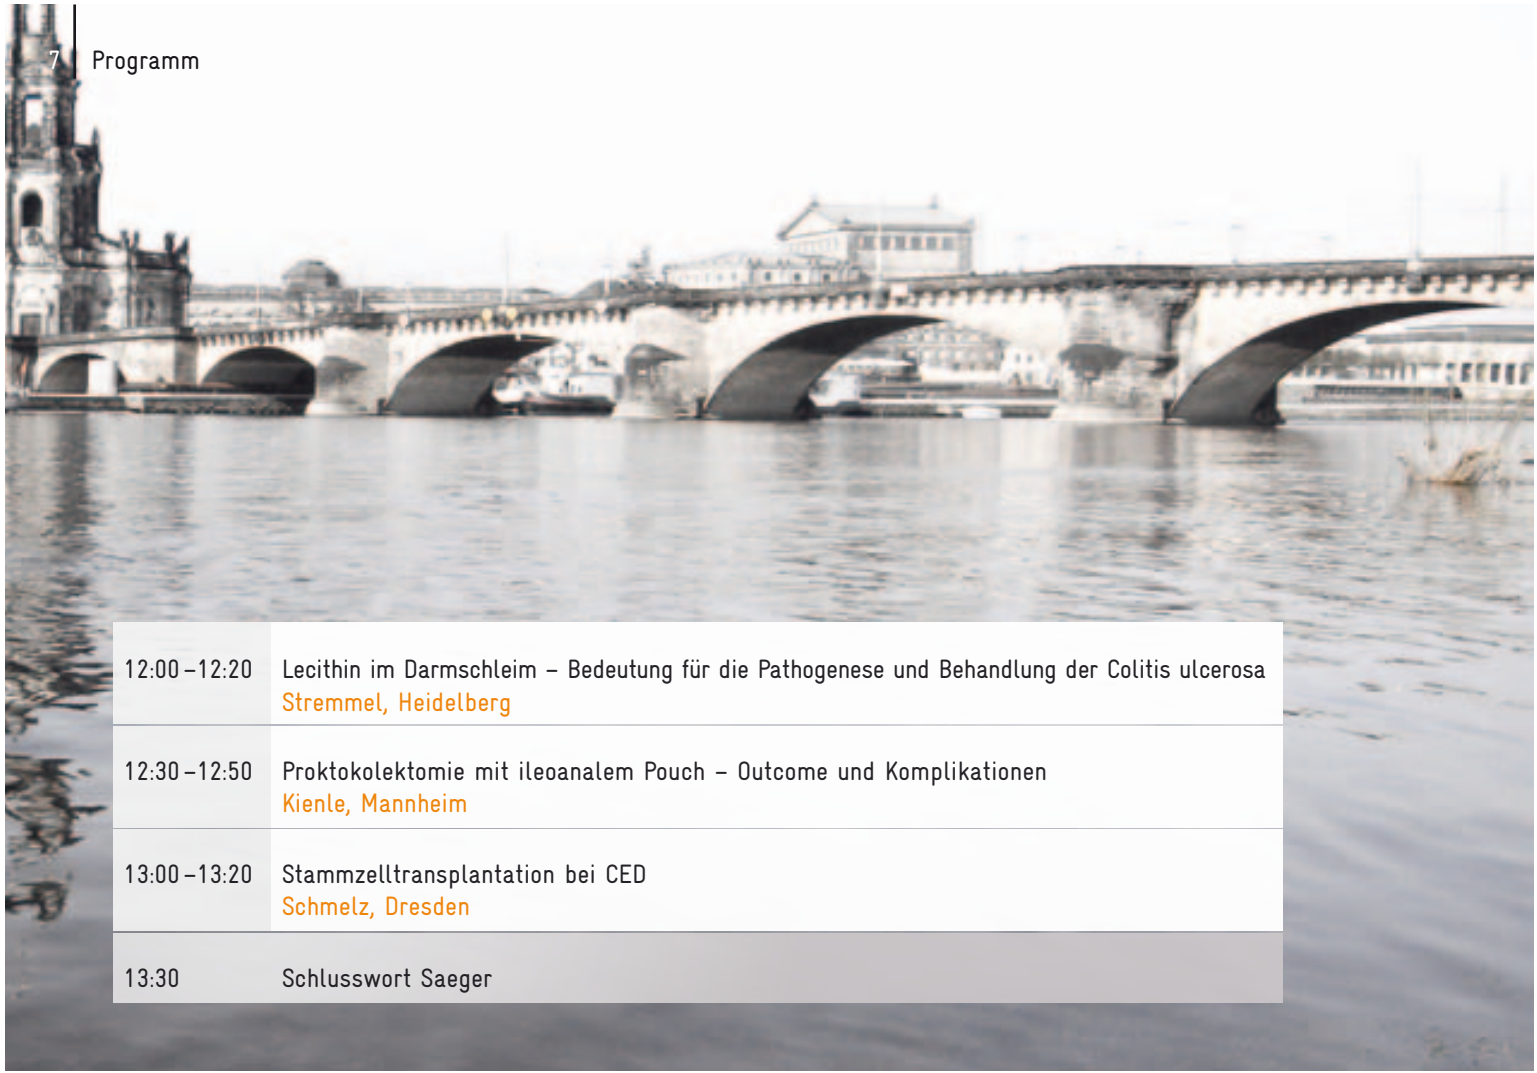 7
Programm
12:00 – 12:20 Lecithin im Darmschleim – Bedeutung für die Pathogenese und Behandlung der Colitis ulcerosa
Stremmel, Heidelberg
12:30 – 12:50 Proktokolektomie mit ileoanalem Pouch – Outcome und Komplikationen
Kienle, Mannheim
13:00 – 13:20 Stammzelltransplantation bei CED
Schmelz, Dresden
13:30 Schlusswort Saeger